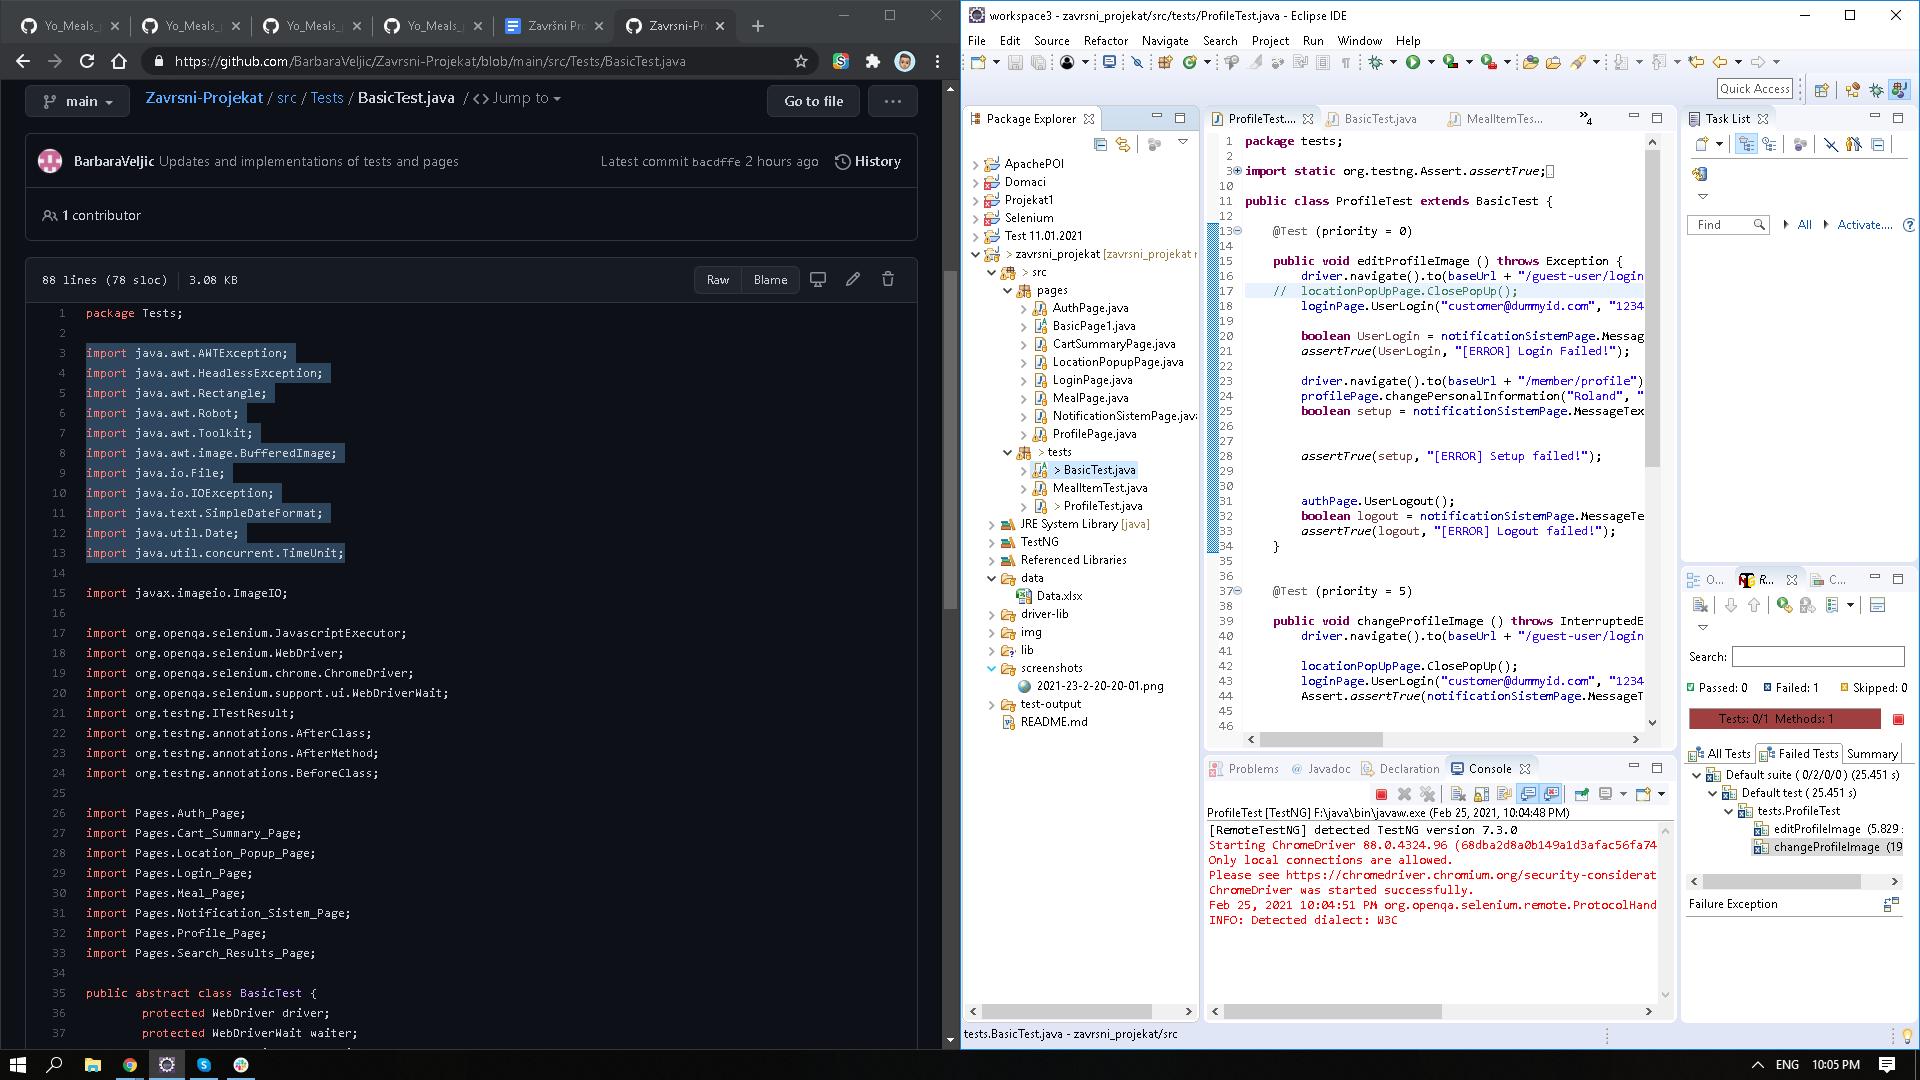 Yo_Meals_
Yo_Meals_
Yo_Meals_
Yo_Meals_
Završni Pro
Zavrsni-Pro
https://github.com/BarbaraVeljic/Zavrsni-Projekat/blob/main/src/Tests/BasicTest.java
main
Zavrsni-Projekat / src / Tests / BasicTest.java / <> Jump to
Go to file
...
BarbaraVeljic Updates and implementations of tests and pages
Latest commit bacdffe 2 hours ago
History
1 contributor
88 lines (78 sloc) 3.08 KB
Raw
Blame
1 package Tests;
2
3 import java.awt.AWTException;
4 import java.awt.HeadlessException;
5 import java.awt.Rectangle;
6 import java.awt.Robot;
7 import java.awt.Toolkit;
8 import java.awt.image.BufferedImage;
9 import java.io.File;
10 import java.io.IOException;
11 import java.text.SimpleDateFormat;
12 import java.util.Date;
13 import java.util.concurrent.TimeUnit;
14
15 import javax.imageio.ImageIO;
16
17 import org.openqa.selenium.JavascriptExecutor;
18 import org.openqa.selenium.WebDriver;
19 import org.openqa.selenium.chrome.ChromeDriver;
20 import org.openqa.selenium.support.ui.WebDriverWait;
21 import org.testng.ITestResult;
22 import org.testng.annotations.AfterClass;
23 import org.testng.annotations.AfterMethod;
24 import org.testng.annotations.BeforeClass;
25
26 import Pages.Auth_Page;
27 import Pages.Cart_Summary_Page;
28 import Pages.Location_Popup_Page;
29 import Pages.Login_Page;
30 import Pages.Meal_Page;
31 import Pages.Notification_Sistem_Page;
32 import Pages.Profile_Page;
33 import Pages.Search_Results_Page;
34
35 public abstract class BasicTest {
36 protected WebDriver driver;
37 protected WebDriverWait waiter;
workspace3 - zavrsni_projekat/src/tests/ProfileTest.java - Eclipse IDE
File Edit Source Refactor Navigate Search Project Run Window Help
Quick Access
Package Explorer
ApachePOI
Domaci
Projekat1
Selenium
Test 11.01.2021
> zavrsni_projekat [zavrsni_projekat
> src
pages
AuthPage.java
BasicPage1.java
CartSummaryPage.java
LocationPopupPage.java
LoginPage.java
MealPage.java
NotificationSistemPage.java
ProfilePage.java
> tests
> BasicTest.java
MealItemTest.java
> ProfileTest.java
JRE System Library [java]
TestNG
Referenced Libraries
data
Data.xlsx
driver-lib
img
lib
screenshots
2021-23-2-20-20-01.png
test-output
README.md
ProfileTest....
BasicTest.java
MealItemTes...
»4
1 package tests;
2
3 import static org.testng.Assert.assertTrue;
10
11 public class ProfileTest extends BasicTest {
12
13 @Test (priority = 0)
14
15 public void editProfileImage () throws Exception {
16 driver.navigate().to(baseUrl + "/guest-user/login
17 // locationPopUpPage.ClosePopUp();
18 loginPage.UserLogin("customer@dummyid.com", "1234
19
20 boolean UserLogin = notificationSistemPage.Messag
21 assertTrue(UserLogin, "[ERROR] Login Failed!");
22
23 driver.navigate().to(baseUrl + "/member/profile")
24 profilePage.changePersonalInformation("Roland", "
25 boolean setup = notificationSistemPage.MessageTex
26
27
28 assertTrue(setup, "[ERROR] Setup failed!");
29
30
31 authPage.UserLogout();
32 boolean logout = notificationSistemPage.MessageTe
33 assertTrue(logout, "[ERROR] Logout failed!");
34 }
35
36
37 @Test (priority = 5)
38
39 public void changeProfileImage () throws InterruptedE
40 driver.navigate().to(baseUrl + "/guest-user/login
41
42 locationPopUpPage.ClosePopUp();
43 loginPage.UserLogin("customer@dummyid.com", "1234
44 Assert.assertTrue(notificationSistemPage.MessageT
45
46
Problems
@ Javadoc
Declaration
Console
ProfileTest [TestNG] F:\java\bin\javaw.exe (Feb 25, 2021, 10:04:48 PM)
[RemoteTestNG] detected TestNG version 7.3.0
Starting ChromeDriver 88.0.4324.96 (68dba2d8a0b149a1d3afac56fa74
Only local connections are allowed.
Please see https://chromedriver.chromium.org/security-considerat
ChromeDriver was started successfully.
Feb 25, 2021 10:04:51 PM org.openqa.selenium.remote.ProtocolHand
INFO: Detected dialect: W3C
Task List
Find
All
Activate....
O...
R...
C...
Search:
Passed: 0
Failed: 1
Skipped: 0
Tests: 0/1 Methods: 1
All Tests
Failed Tests
Summary
Default suite ( 0/2/0/0 ) (25.451 s)
Default test ( 25.451 s)
tests.ProfileTest
editProfileImage (5.829
changeProfileImage (19
Failure Exception
tests.BasicTest.java - zavrsni_projekat/src
ENG
10:05 PM